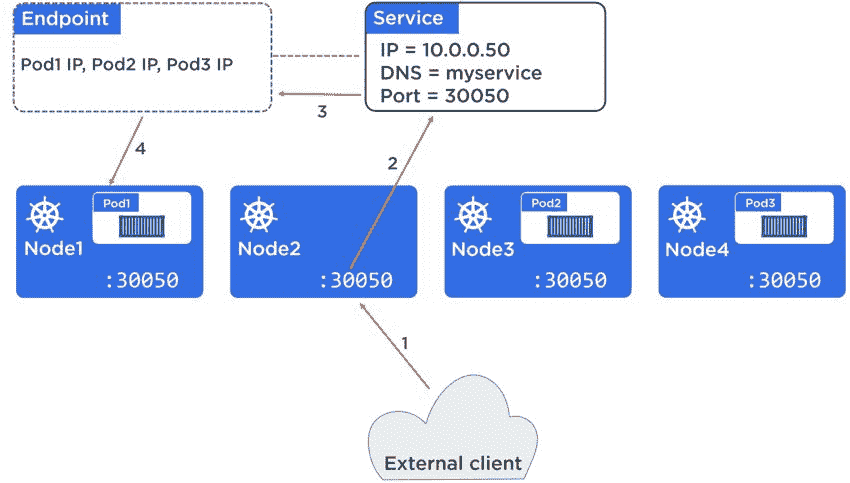 Endpoint
Pod1 IP, Pod2 IP, Pod3 IP
Service
IP = 10.0.0.50
DNS = myservice
Port = 30050
3
4
2
Pod1
Node1
:30050
Node2
:30050
Pod2
Node3
:30050
Pod3
Node4
:30050
1
External client